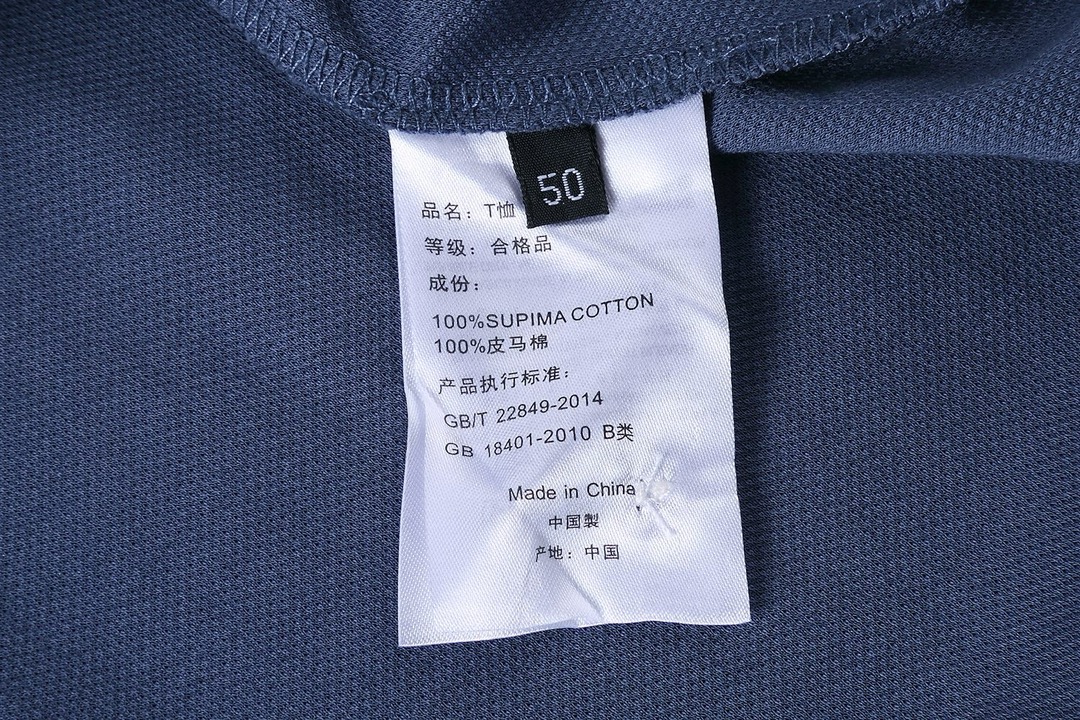 50
品名：T恤
等级：合格品
成份：
100%SUPIMA COTTON
100%皮马棉
产品执行标准：
GB/T 22849-2014
GB 18401-2010 B类
Made in China
中国製
产地：中国